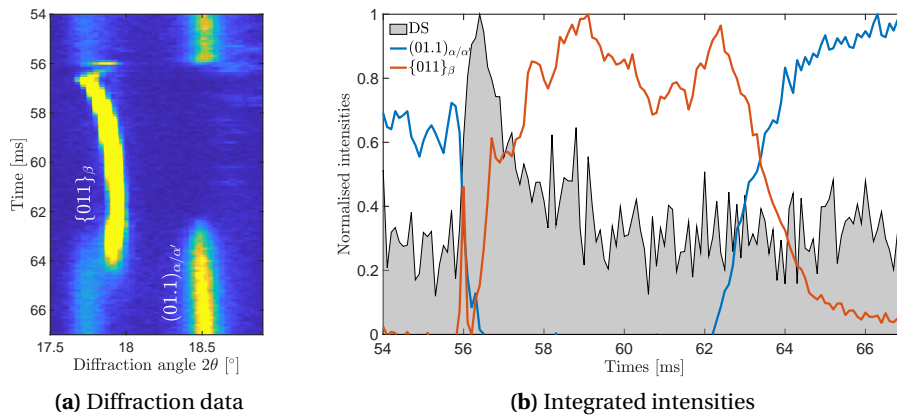 54
56
58
60
62
64
66
Time [ms]
{011}β
(01.1)α/α′
17.5 18 18.5
Diffraction angle 2θ [°]
(a) Diffraction data
1
0.8
0.6
0.4
0.2
0
Normalised intensities
DS
(01.1)α/α′
{011}β
54 56 58 60 62 64 66
Times [ms]
(b) Integrated intensities